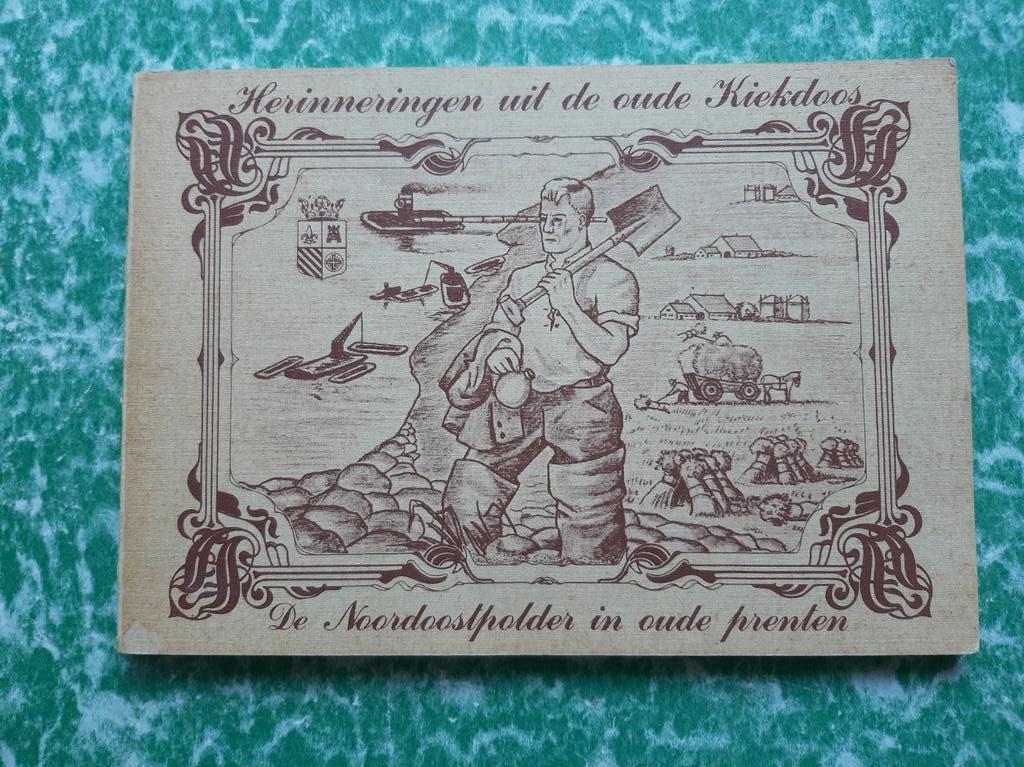 Herinneringen uit de oude Kiekdoos
De Noordoostpolder in oude prenten